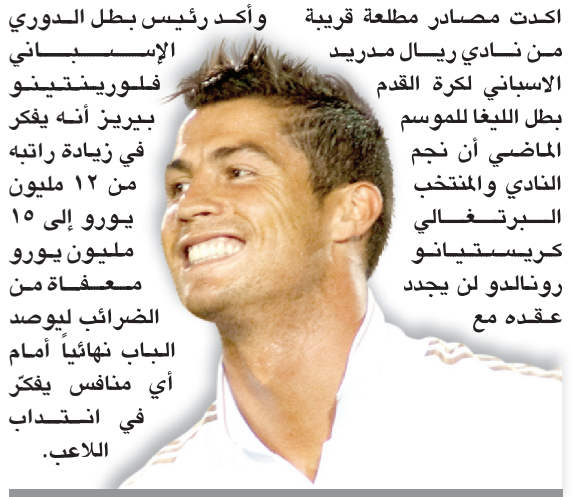 اكدت مصادر مطلعة قريبة
من نادي ريال مدريد
الاسباني لكرة القدم
بطل الليغا للموسم
الماضي أن نجم
النادي والمنتخب
البرتغالي
كريستيانو
رونالدو لن يجدد
عقده مع
وأكد رئيس بطل الدوري
الإسباني
فلورينتينو
بيريز أنه يفكر
في زيادة راتبه
من ١٢ مليون
يورو إلى ١٥
مليون يورو
معفاة من
الضرائب ليوصد
الباب نهائياً أمام
أي منافس يفكّر
في انتداب
اللاعب.